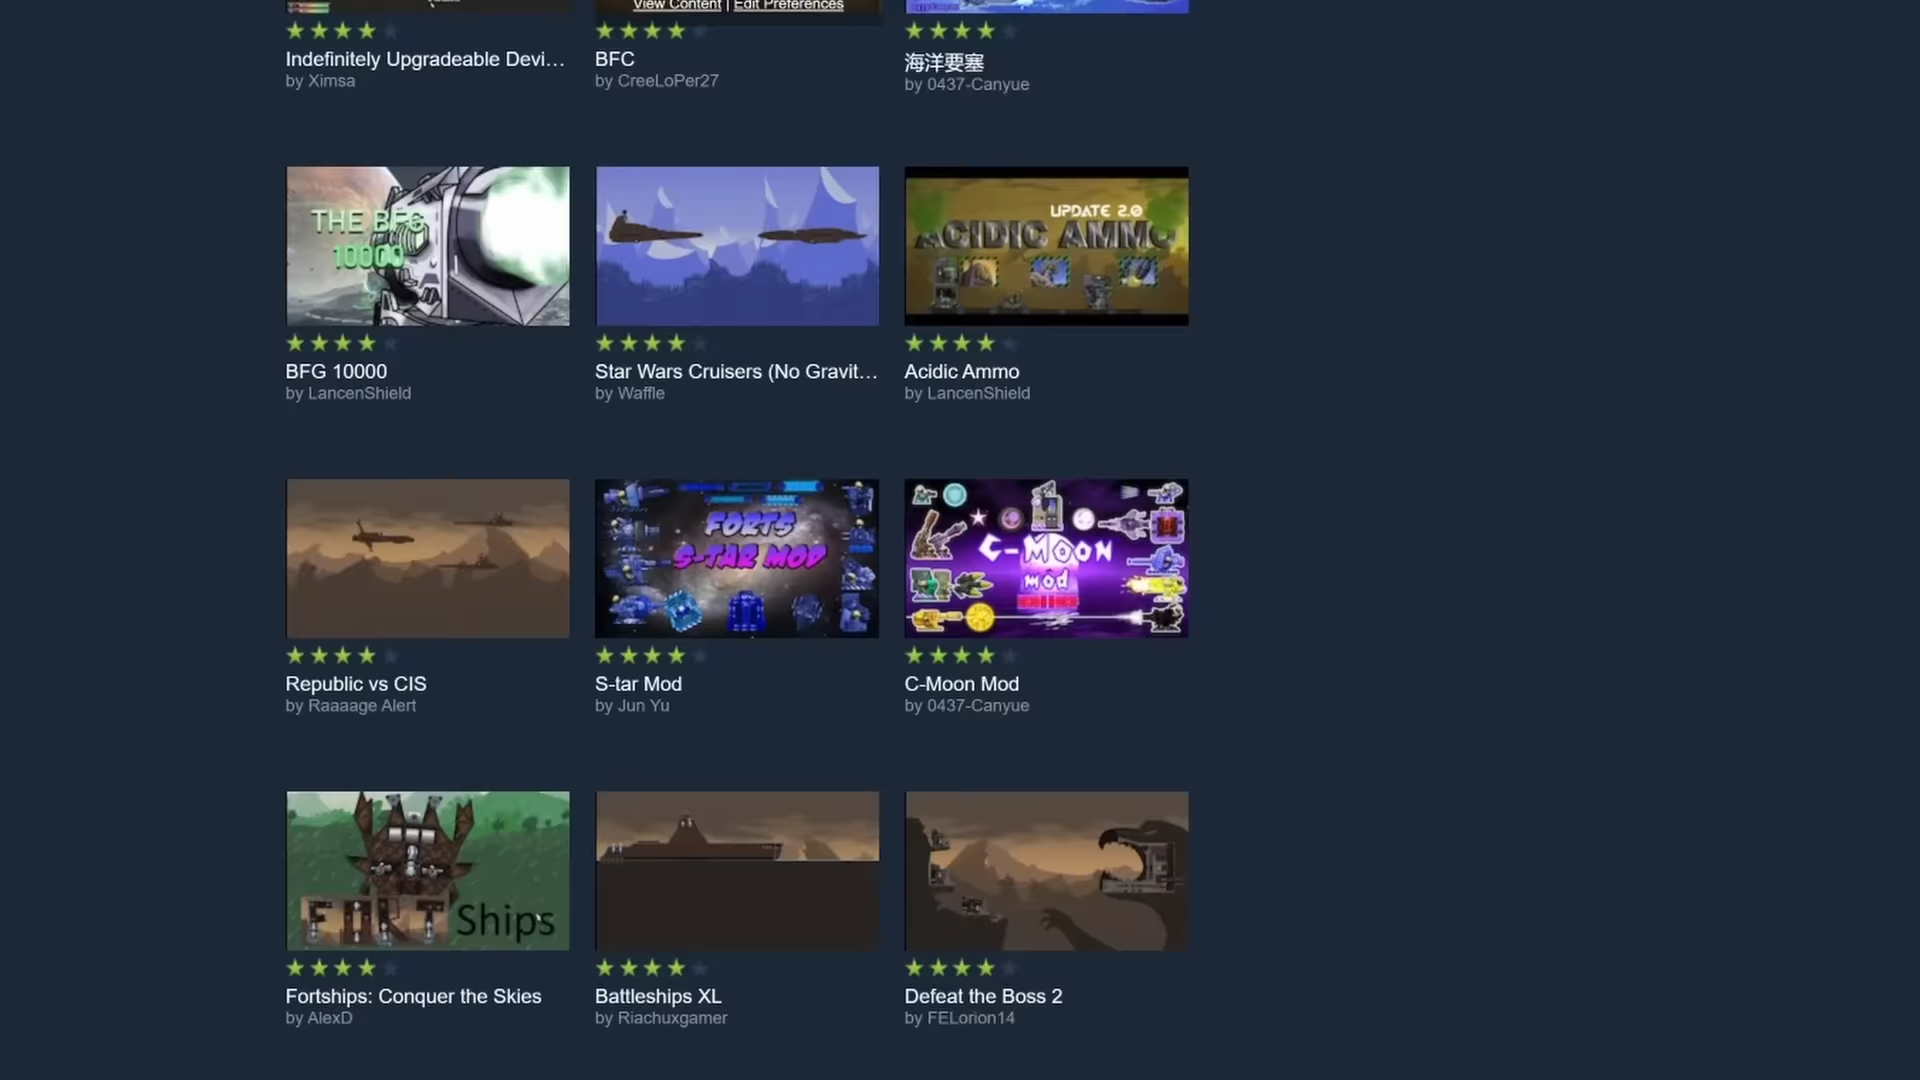 View Content | Edit Preferences
Indefinitely Upgradeable Devi...
by Ximsa
BFC
by CreeLoPer27
海洋要塞
by 0437-Canyue
THE BFG
10000
UPDATE 2.0
ACIDIC AMMO
BFG 10000
by LancenShield
Star Wars Cruisers (No Gravit...
by Waffle
Acidic Ammo
by LancenShield
FORTS
S-TAR MOD
C-MOON
mod
Republic vs CIS
by Raaaage Alert
S-tar Mod
by Jun Yu
C-Moon Mod
by 0437-Canyue
FORT Ships
Fortships: Conquer the Skies
by AlexD
Battleships XL
by Riachuxgamer
Defeat the Boss 2
by FELorion14